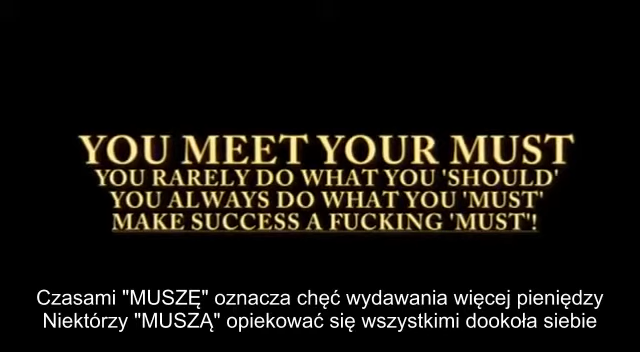 YOU MEET YOUR MUST
YOU RARELY DO WHAT YOU 'SHOULD'
YOU ALWAYS DO WHAT YOU 'MUST'
MAKE SUCCESS A FUCKING 'MUST'!
Czasami "MUSZĘ" oznacza chęć wydawania więcej pieniędzy
Niektórzy "MUSZĄ" opiekować się wszystkimi dookoła siebie